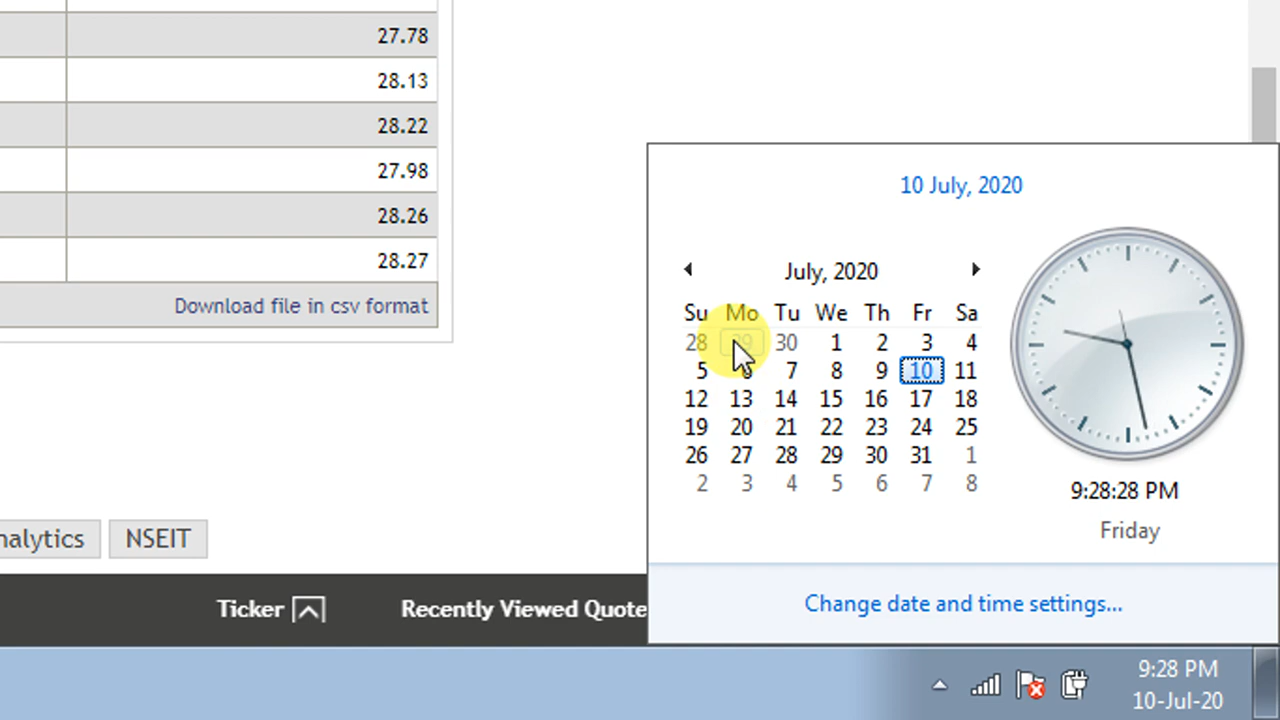 27.78
28.13
28.22
27.98
28.26
28.27
Download file in csv format
10 July, 2020
July, 2020
Su Mo Tu We Th Fr Sa
28 29 30 1 2 3 4
5 6 7 8 9 10 11
12 13 14 15 16 17 18
19 20 21 22 23 24 25
26 27 28 29 30 31 1
2 3 4 5 6 7 8
9:28:28 PM
Friday
Change date and time settings...
nalytics NSEIT
Ticker Recently Viewed Quote
9:28 PM
10-Jul-20